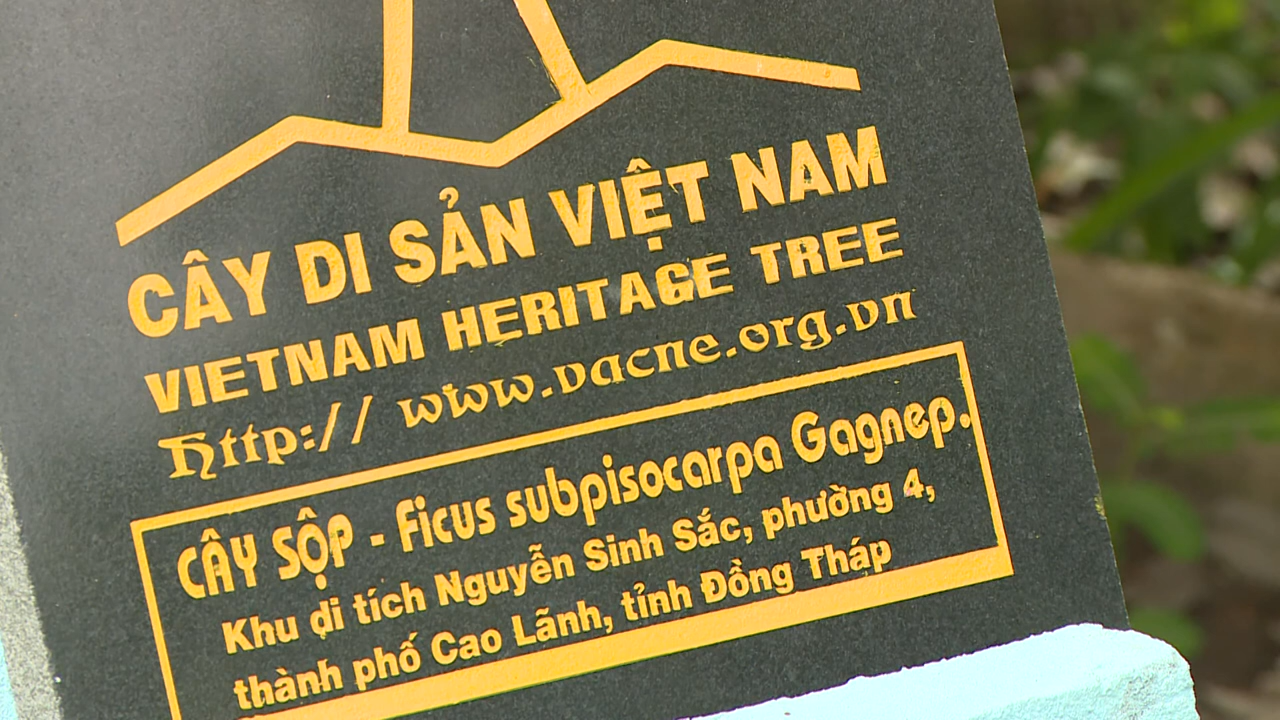 CÂY DI SẢN VIỆT NAM
VIETNAM HERITAGE TREE
Http:// www.vacne.org.vn
CÂY SỘP - Ficus subpisocarpa Gagnep.
Khu di tích Nguyễn Sinh Sắc, phường 4,
thành phố Cao Lãnh, tỉnh Đồng Tháp